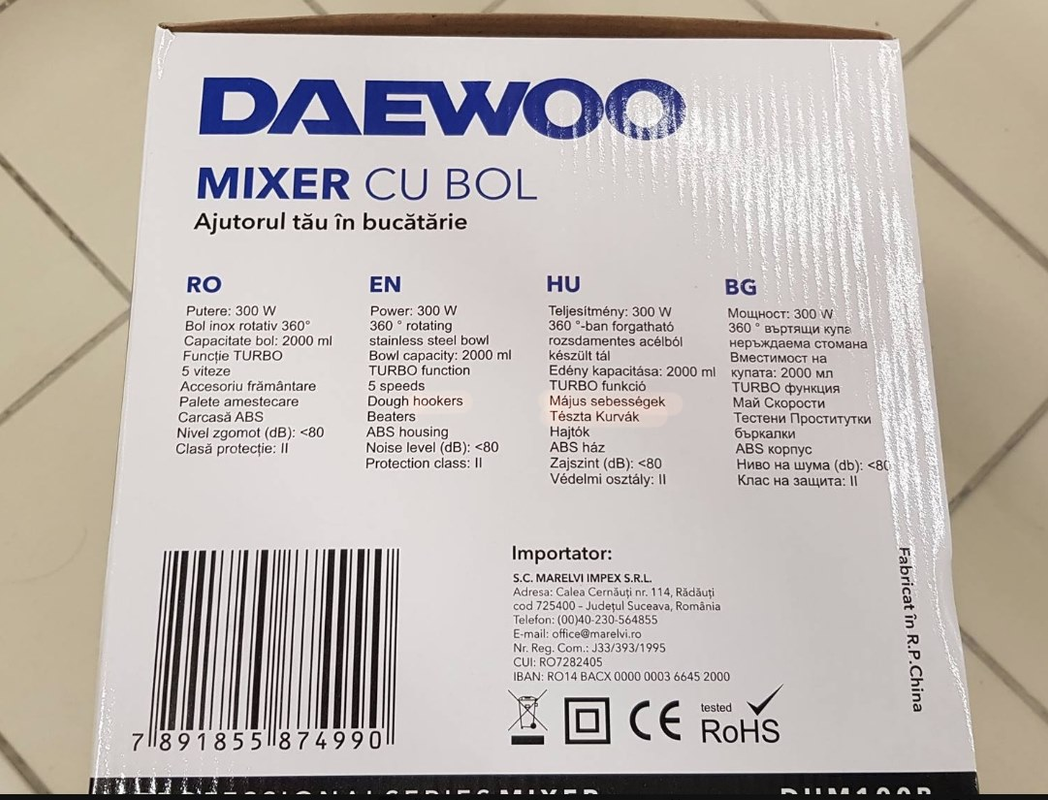 DAEWOO
MIXER CU BOL
Ajutorul tău în bucătărie
RO
Putere: 300 W
Bol inox rotativ 360°
Capacitate bol: 2000 ml
Funcție TURBO
5 viteze
Accesoriu frământare
Palete amestecare
Carcasă ABS
Nivel zgomot (dB): <80
Clasă protecție: II
EN
Power: 300 W
360 ° rotating
stainless steel bowl
Bowl capacity: 2000 ml
TURBO function
5 speeds
Dough hookers
Beaters
ABS housing
Noise level (dB): <80
Protection class: II
HU
Teljesítmény: 300 W
360 °-ban forgatható
rozsdamentes acélból
készült tál
Edény kapacitása: 2000 ml
TURBO funkció
Május sebességek
Tészta Kurvák
Hajtók
ABS ház
Zajszint (dB): <80
Védelmi osztály: II
BG
Мощност: 300 W
360 ° въртящи купа
неръждаема стомана
Вместимост на
купата: 2000 мл
TURBO функция
Май Скорости
Тестени Проститутки
бъркалки
ABS корпус
Ниво на шума (db): <80
Клас на защита: II
7 891855 874990
Importator:
S.C. MARELVI IMPEX S.R.L.
Adresa: Calea Cernăuți nr. 114, Rădăuți
cod 725400 – Județul Suceava, România
Telefon: (00)40-230-564855
E-mail: office@marelvi.ro
Nr. Reg. Com.: J33/393/1995
CUI: RO7282405
IBAN: RO14 BACX 0000 0003 6645 2000
CE
tested
RoHS
Fabricat în R.P.China
PROFESSIONAL SERIES MIXER